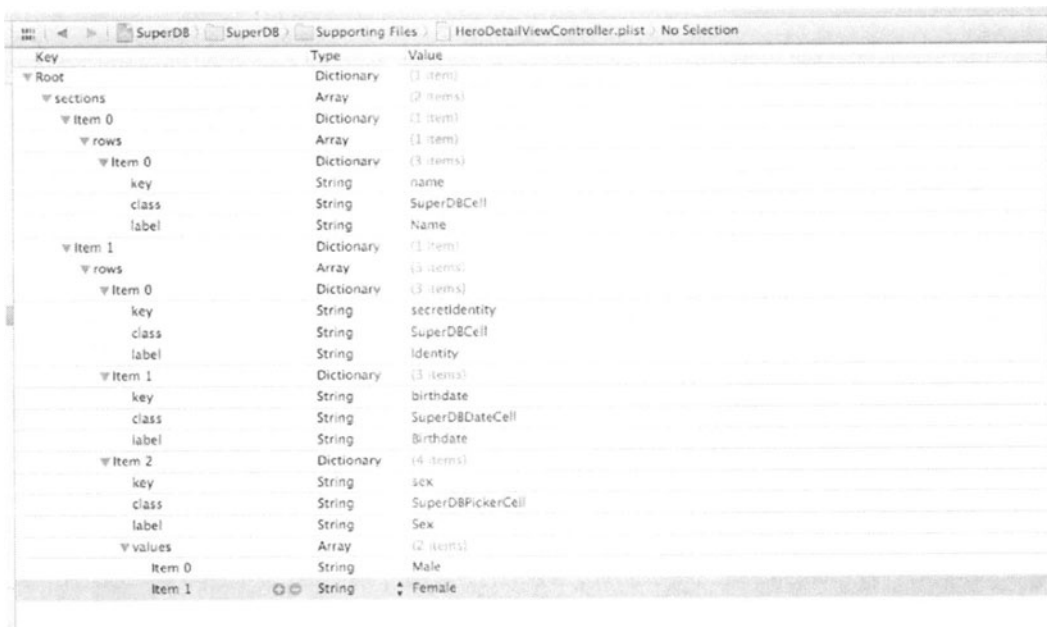 SuperDB SuperDB Supporting Files HeroDetailViewController.plist No Selection
Key Type Value
Root Dictionary (1 item)
sections Array (2 items)
Item 0 Dictionary (1 item)
rows Array (1 item)
Item 0 Dictionary (3 items)
key String name
class String SuperDBCell
label String Name
Item 1 Dictionary (1 item)
rows Array (3 items)
Item 0 Dictionary (3 items)
key String secretIdentity
class String SuperDBCell
label String Identity
Item 1 Dictionary (3 items)
key String birthdate
class String SuperDBDateCell
label String Birthdate
Item 2 Dictionary (4 items)
key String sex
class String SuperDBPickerCell
label String Sex
values Array (2 items)
Item 0 String Male
Item 1 String Female